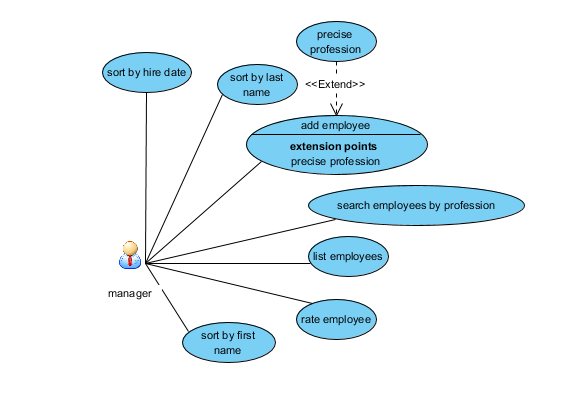 precise
profession
<<Extend>>
sort by hire date
sort by last
name
add employee
extension points
precise profession
search employees by profession
list employees
manager
rate employee
sort by first
name